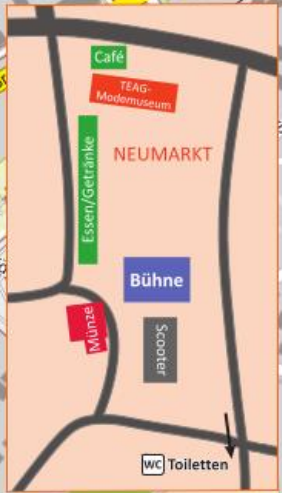 Café
TEAG-
Modemuseum
Essen/Getränke
NEUMARKT
Bühne
Münze
Scooter
WC Toiletten